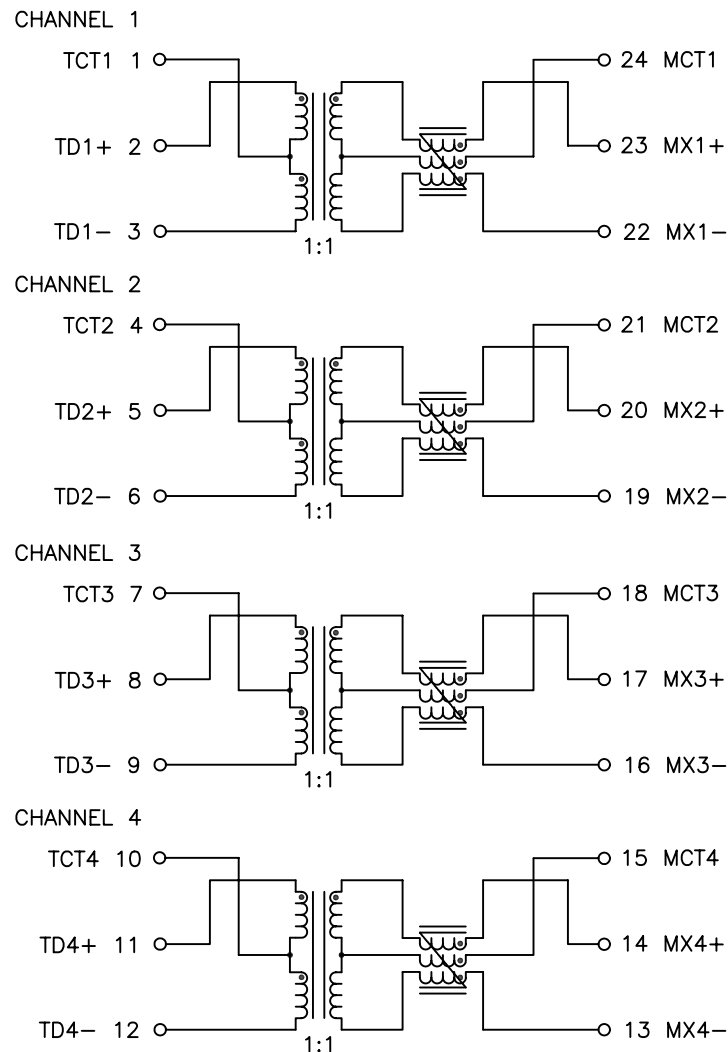 CHANNEL 1
TCT1 1 24 MCT1
TD1+ 2 23 MX1+
TD1− 3 22 MX1−
1:1
CHANNEL 2
TCT2 4 21 MCT2
TD2+ 5 20 MX2+
TD2− 6 19 MX2−
1:1
CHANNEL 3
TCT3 7 18 MCT3
TD3+ 8 17 MX3+
TD3− 9 16 MX3−
1:1
CHANNEL 4
TCT4 10 15 MCT4
TD4+ 11 14 MX4+
TD4− 12 13 MX4−
1:1